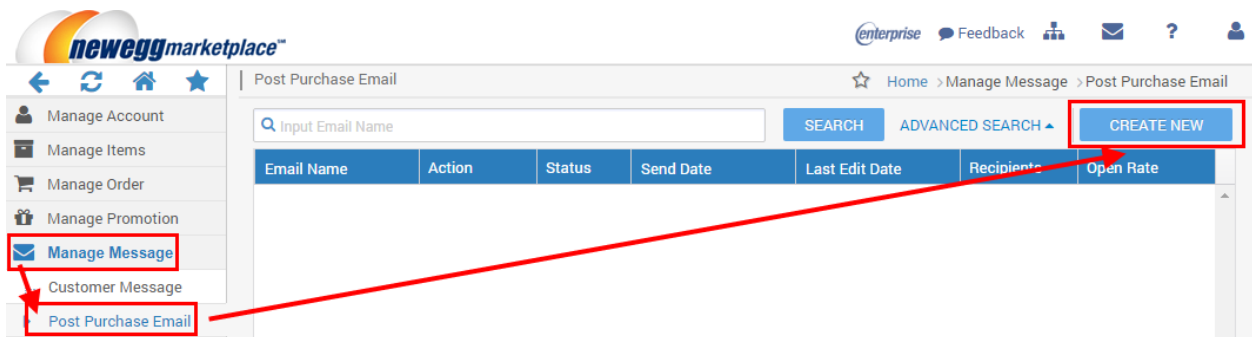 neweggmarketplace℠
enterprise Feedback ?
Post Purchase Email
Home > Manage Message > Post Purchase Email
Manage Account
Input Email Name SEARCH ADVANCED SEARCH CREATE NEW
Manage Items
Email Name Action Status Send Date Last Edit Date Recipients Open Rate
Manage Order
Manage Promotion
Manage Message
Customer Message
Post Purchase Email